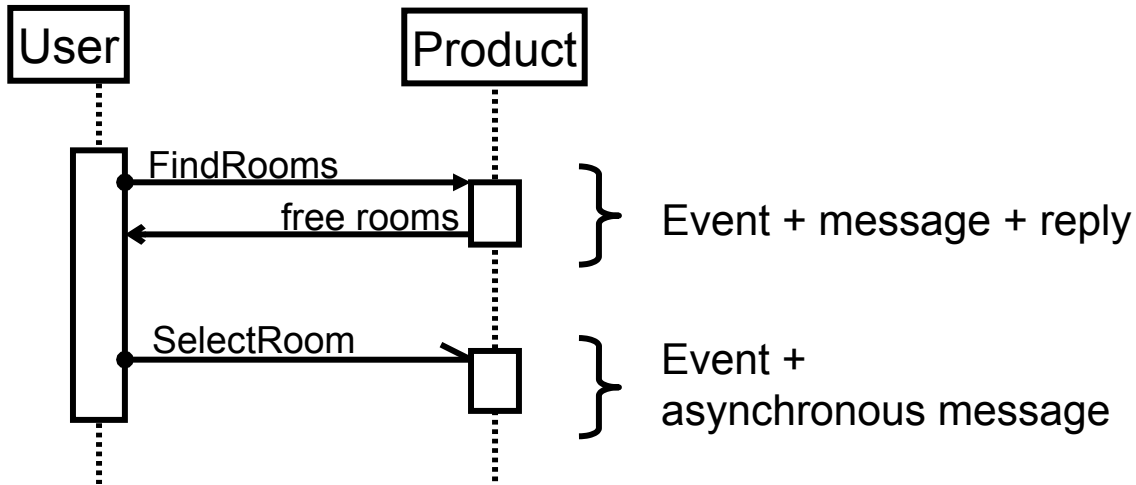 User
Product
FindRooms
free rooms
Event + message + reply
SelectRoom
Event +
asynchronous message